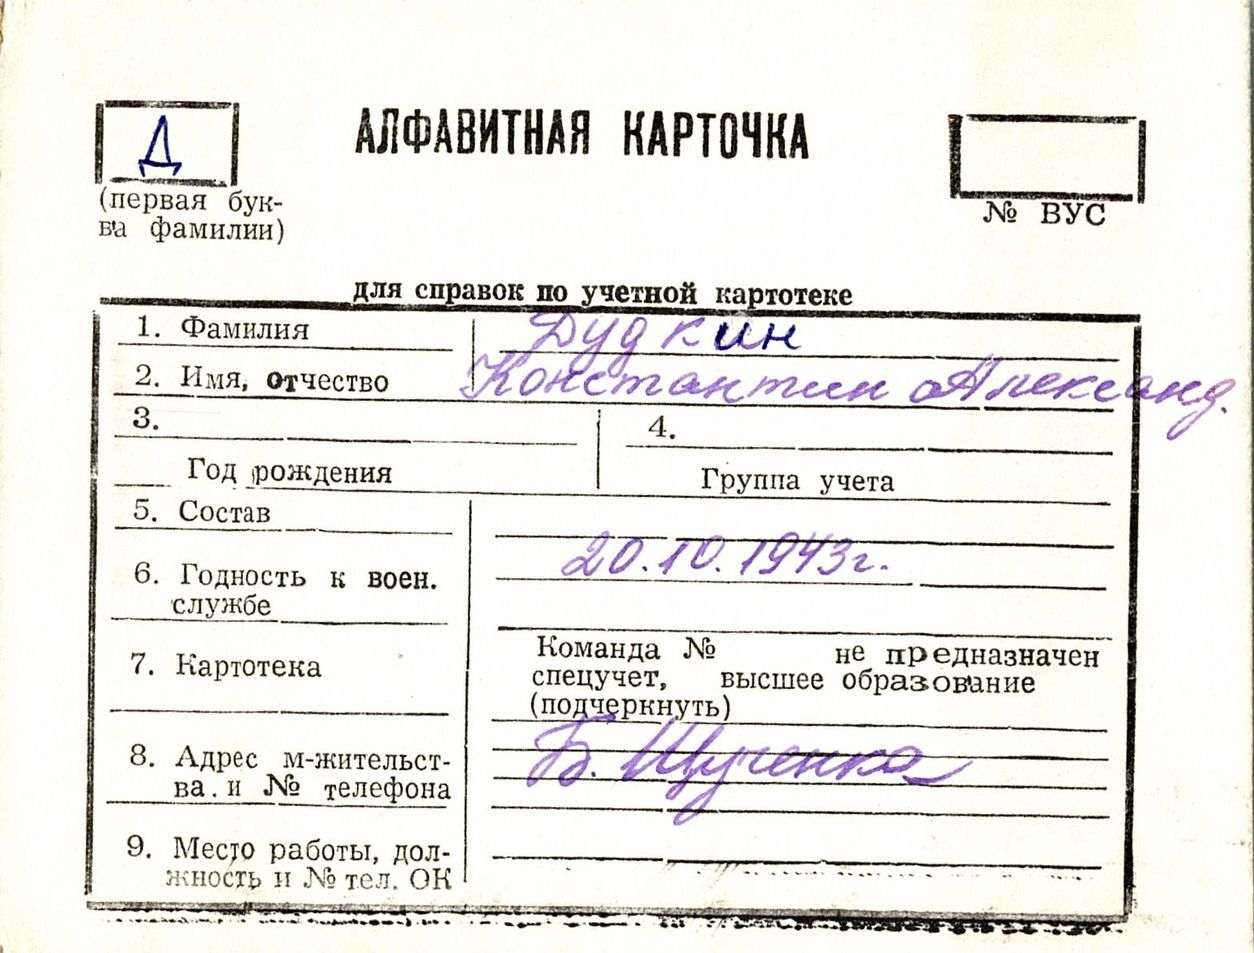 Д
АЛФАВИТНАЯ КАРТОЧКА
(первая бук-
ва фамилии)
№ ВУС
для справок по учетной картотеке
1. Фамилия Дудкин
2. Имя, отчество Константин Александ.
3. 4.
Год рождения Группа учета
5. Состав
20.10.1943г.
6. Годность к воен.
службе
7. Картотека
Команда № не предназначен
спецучет, высшее образование
(подчеркнуть)
8. Адрес м-жительст-
ва и № телефона
Б. Щученка
9. Место работы, дол-
жность и № тел. ОК